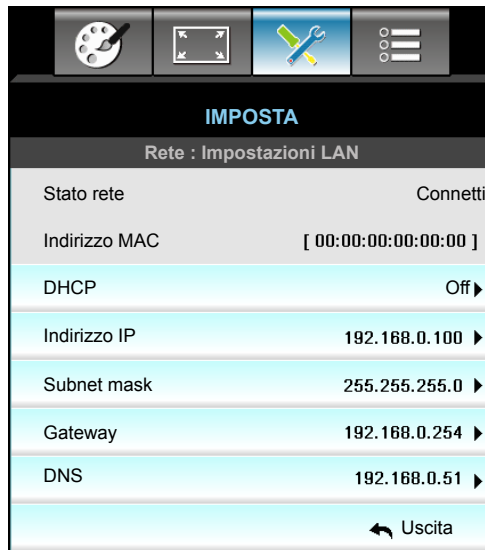 IMPOSTA
Rete : Impostazioni LAN
Stato rete Connetti
Indirizzo MAC [ 00:00:00:00:00:00 ]
DHCP Off
Indirizzo IP 192.168.0.100
Subnet mask 255.255.255.0
Gateway 192.168.0.254
DNS 192.168.0.51
Uscita